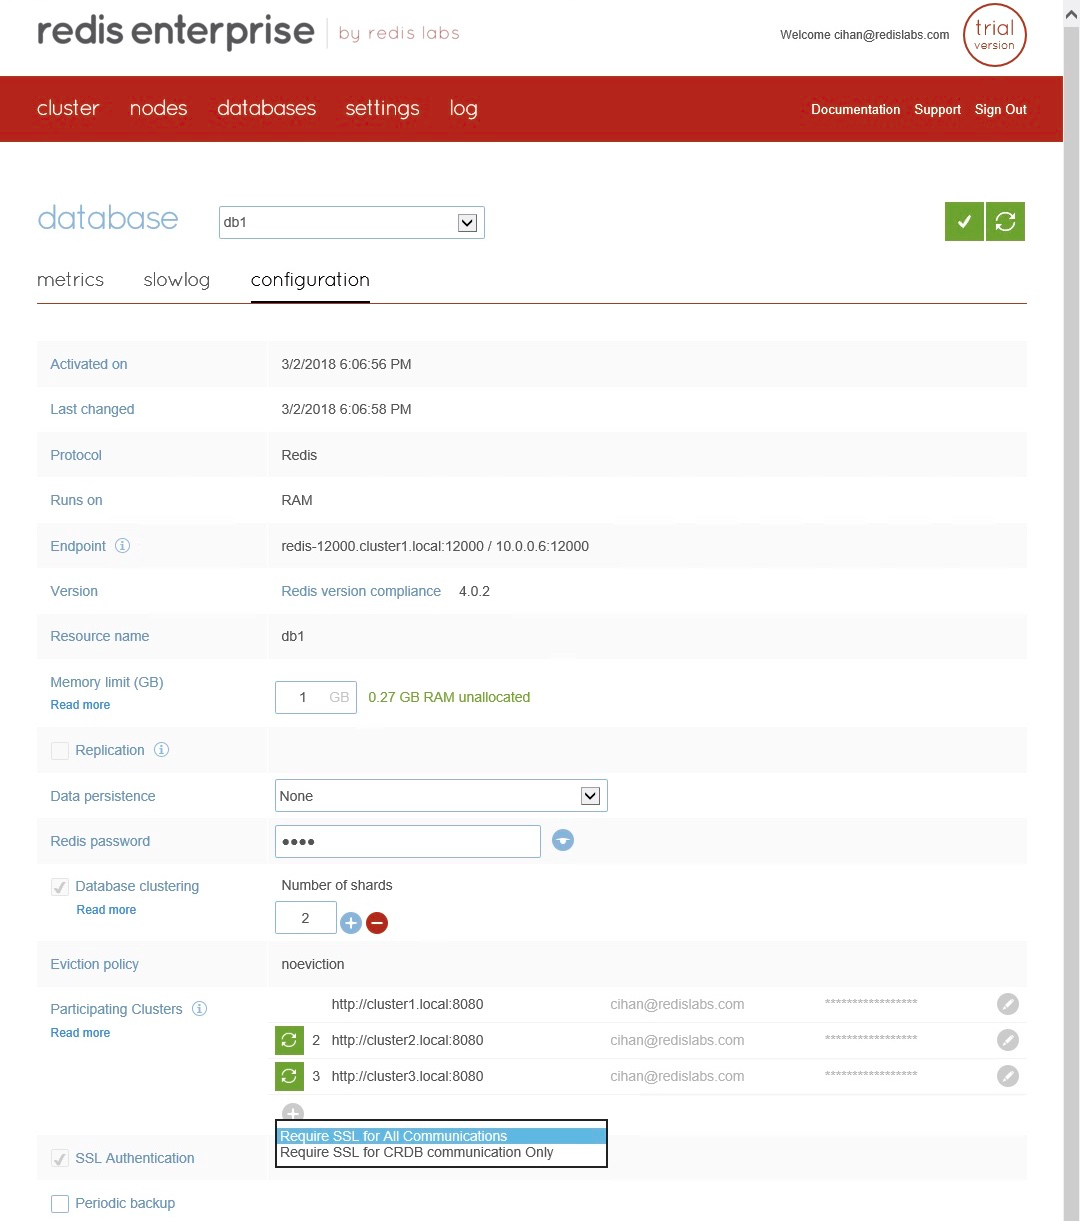 redis enterprise by redis labs
Welcome cihan@redislabs.com
trial
version
cluster nodes databases settings log
Documentation Support Sign Out
database db1
metrics slowlog configuration
Activated on 3/2/2018 6:06:56 PM
Last changed 3/2/2018 6:06:58 PM
Protocol Redis
Runs on RAM
Endpoint redis-12000.cluster1.local:12000 / 10.0.0.6:12000
Version Redis version compliance 4.0.2
Resource name db1
Memory limit (GB)
Read more
1 GB 0.27 GB RAM unallocated
Replication
Data persistence None
Redis password ●●●●
Database clustering Number of shards
Read more
2
Eviction policy noeviction
Participating Clusters
Read more
http://cluster1.local:8080 cihan@redislabs.com *****************
2 http://cluster2.local:8080 cihan@redislabs.com *****************
3 http://cluster3.local:8080 cihan@redislabs.com *****************
Require SSL for All Communications
Require SSL for CRDB communication Only
SSL Authentication
Periodic backup